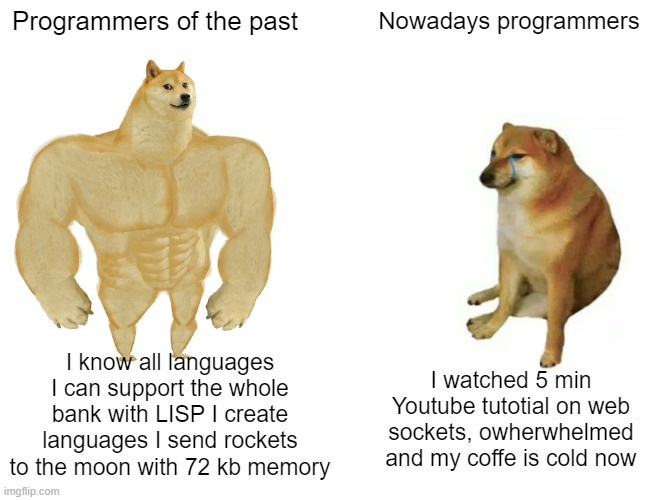 Programmers of the past
Nowadays programmers
I know all languages
I can support the whole
bank with LISP I create
languages I send rockets
to the moon with 72 kb memory
I watched 5 min
Youtube tutotial on web
sockets, owherwhelmed
and my coffe is cold now
imgflip.com